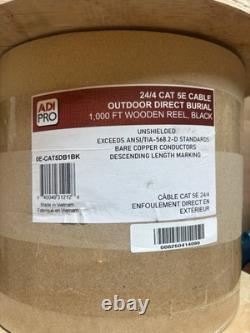 ADI
PRO
24/4 CAT 5E CABLE
OUTDOOR DIRECT BURIAL
1,000 FT WOODEN REEL, BLACK
UNSHIELDED
EXCEEDS ANSI/TIA-568.2-D STANDARDS
BARE COPPER CONDUCTORS
DESCENDING LENGTH MARKING
0E-CAT5DB1BK
Made in Vietnam
Fabriqué en Vietnam
CÂBLE CAT 5E 24/4
ENFOUISSEMENT DIRECT EN
EXTÉRIEUR
ebay